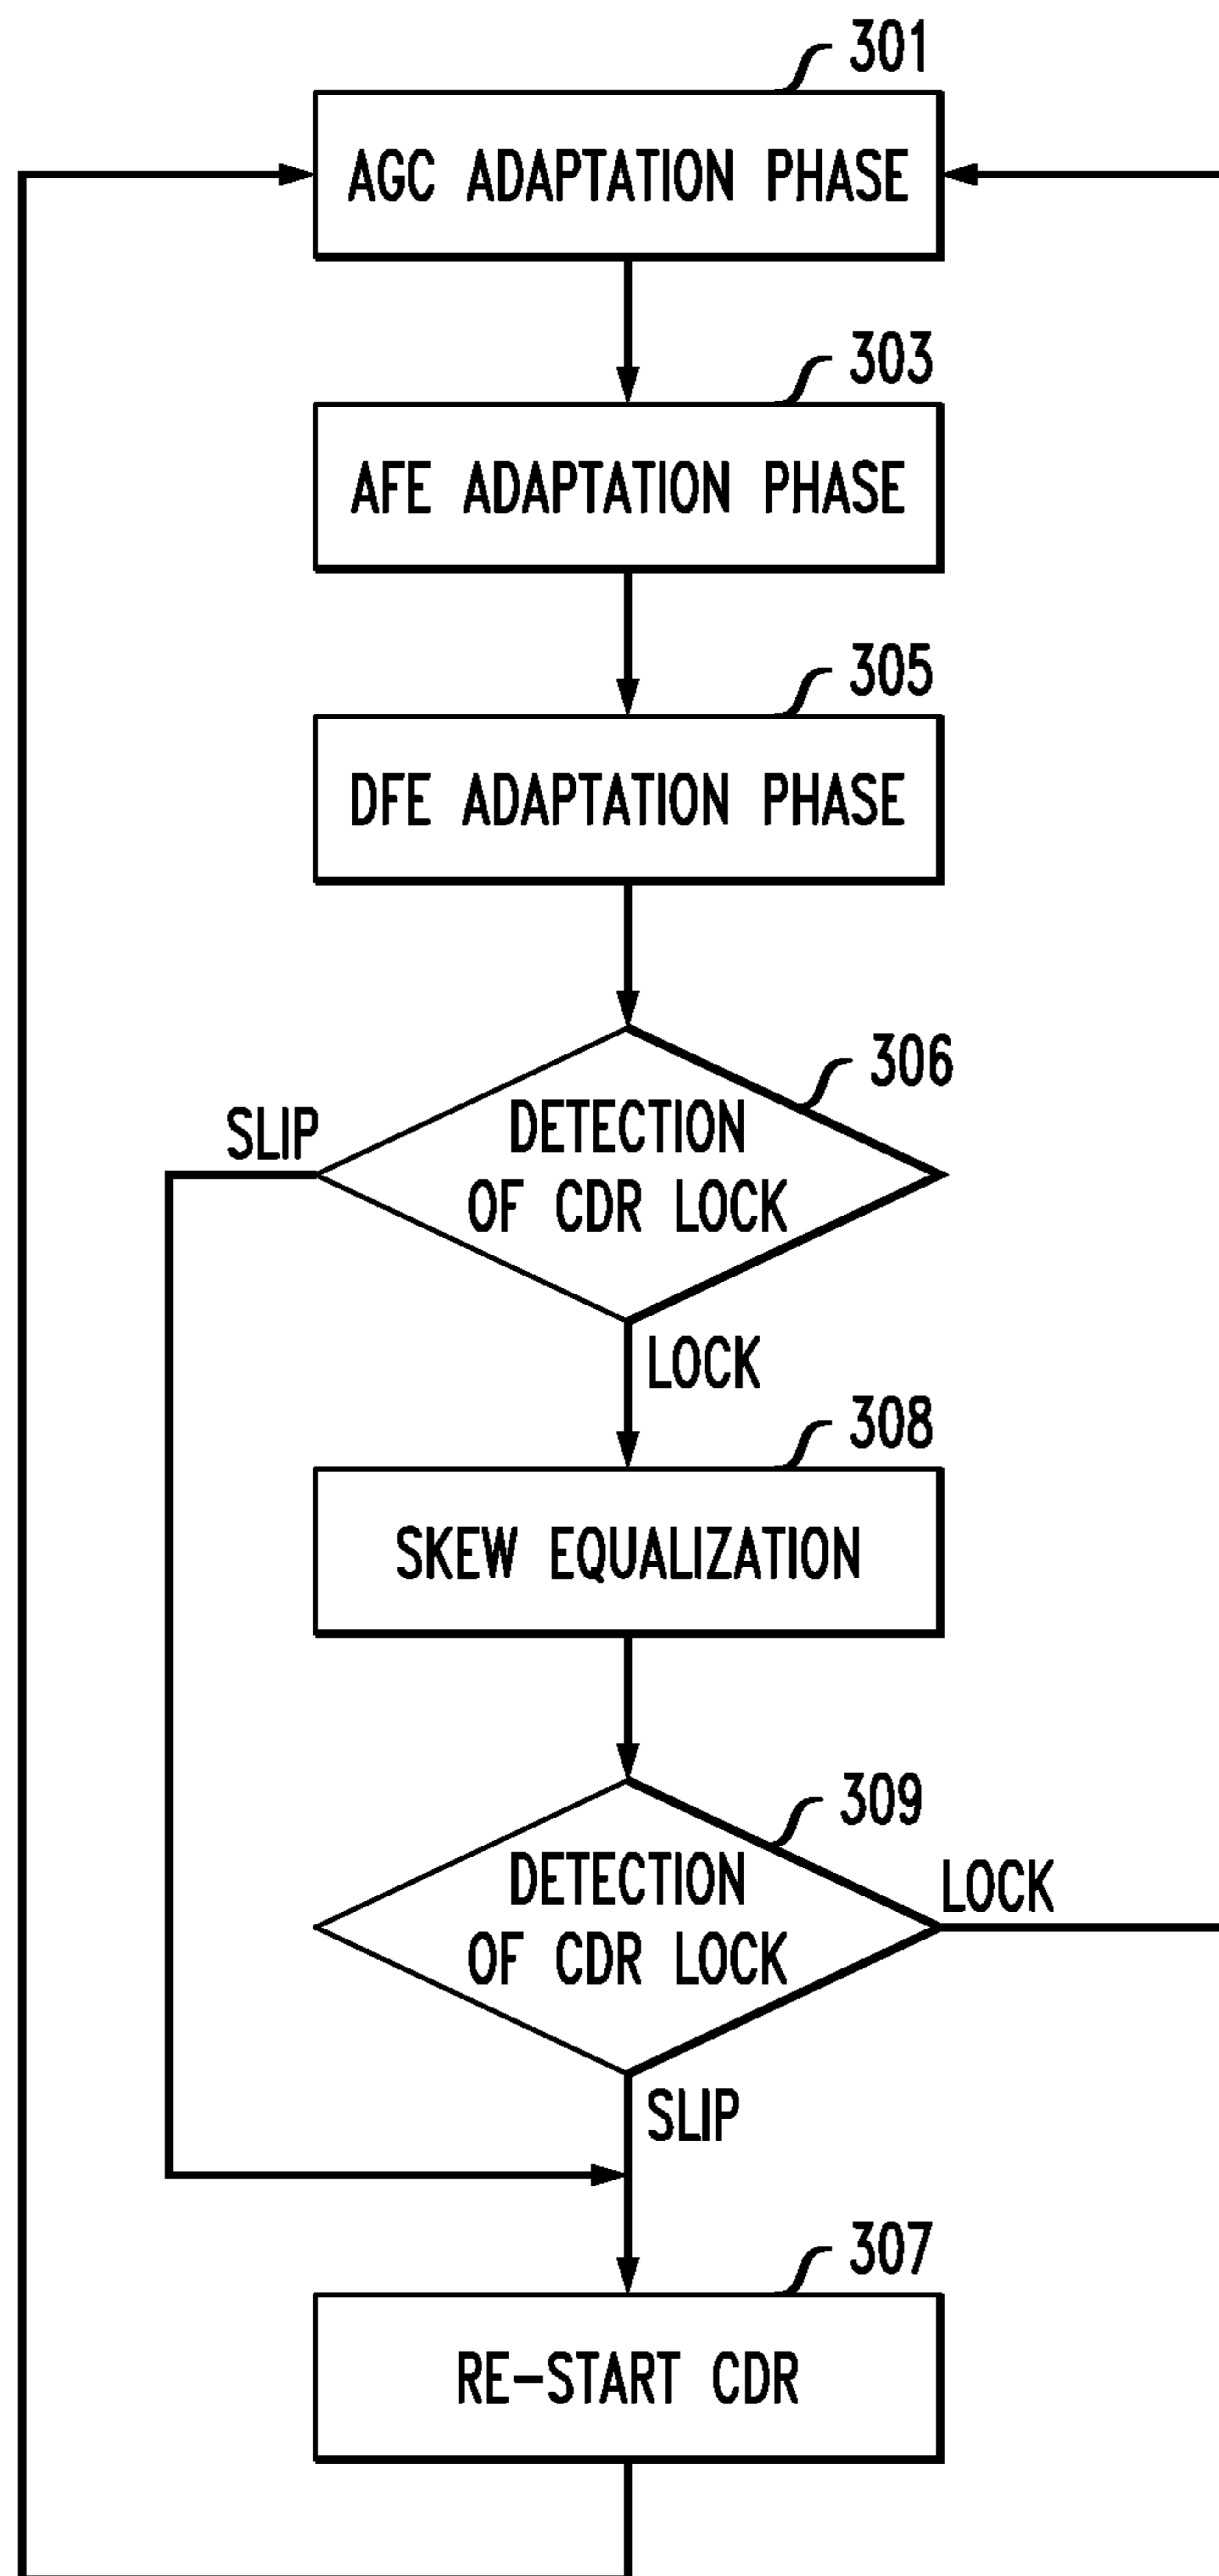 301
AGC ADAPTATION PHASE
303
AFE ADAPTATION PHASE
305
DFE ADAPTATION PHASE
306
SLIP
DETECTION
OF CDR LOCK
LOCK
308
SKEW EQUALIZATION
309
DETECTION
OF CDR LOCK
LOCK
SLIP
307
RE-START CDR